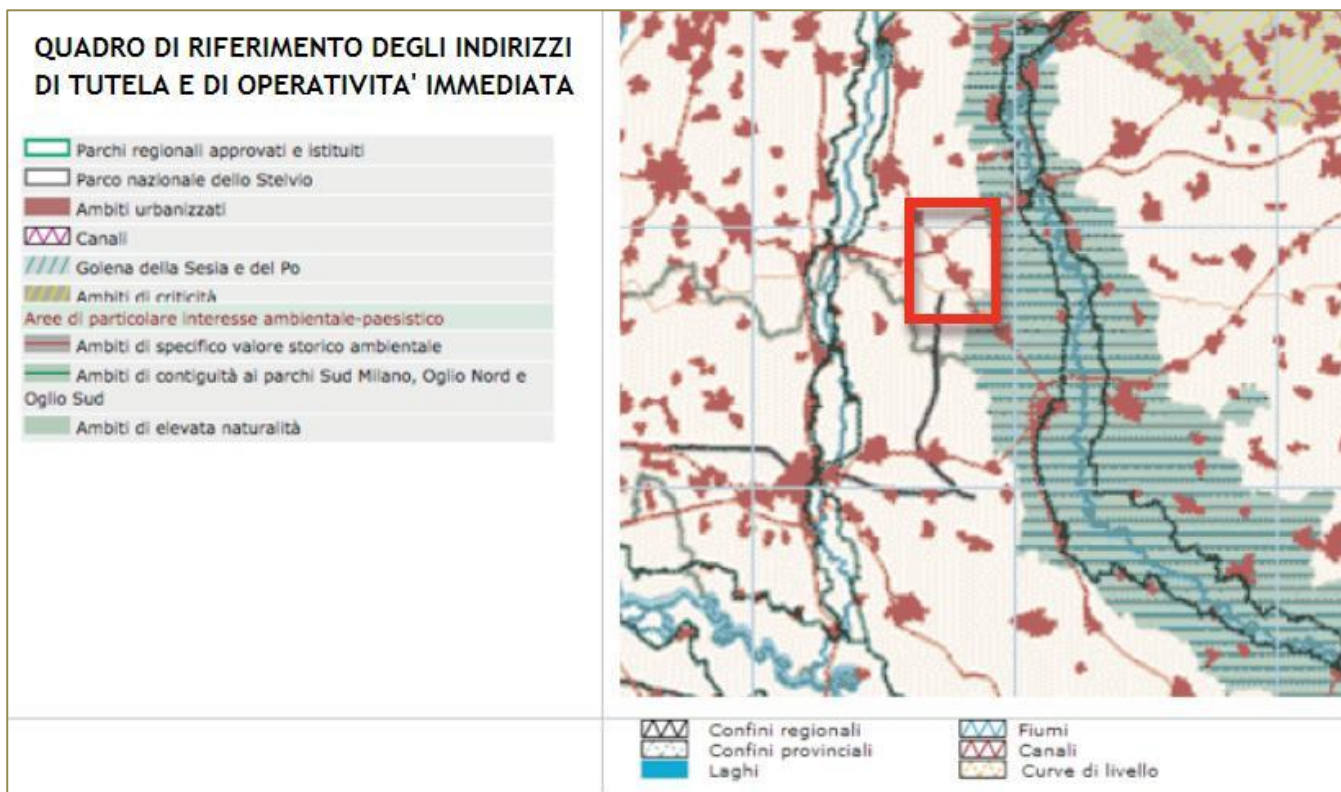 QUADRO DI RIFERIMENTO DEGLI INDIRIZZI
DI TUTELA E DI OPERATIVITA' IMMEDIATA
Parchi regionali approvati e istituiti
Parco nazionale dello Stelvio
Ambiti urbanizzati
Canali
Golena della Sesia e del Po
Ambiti di criticità
Aree di particolare interesse ambientale-paesistico
Ambiti di specifico valore storico ambientale
Ambiti di contiguità ai parchi Sud Milano, Oglio Nord e
Oglio Sud
Ambiti di elevata naturalità
Confini regionali
Confini provinciali
Laghi
Fiumi
Canali
Curve di livello